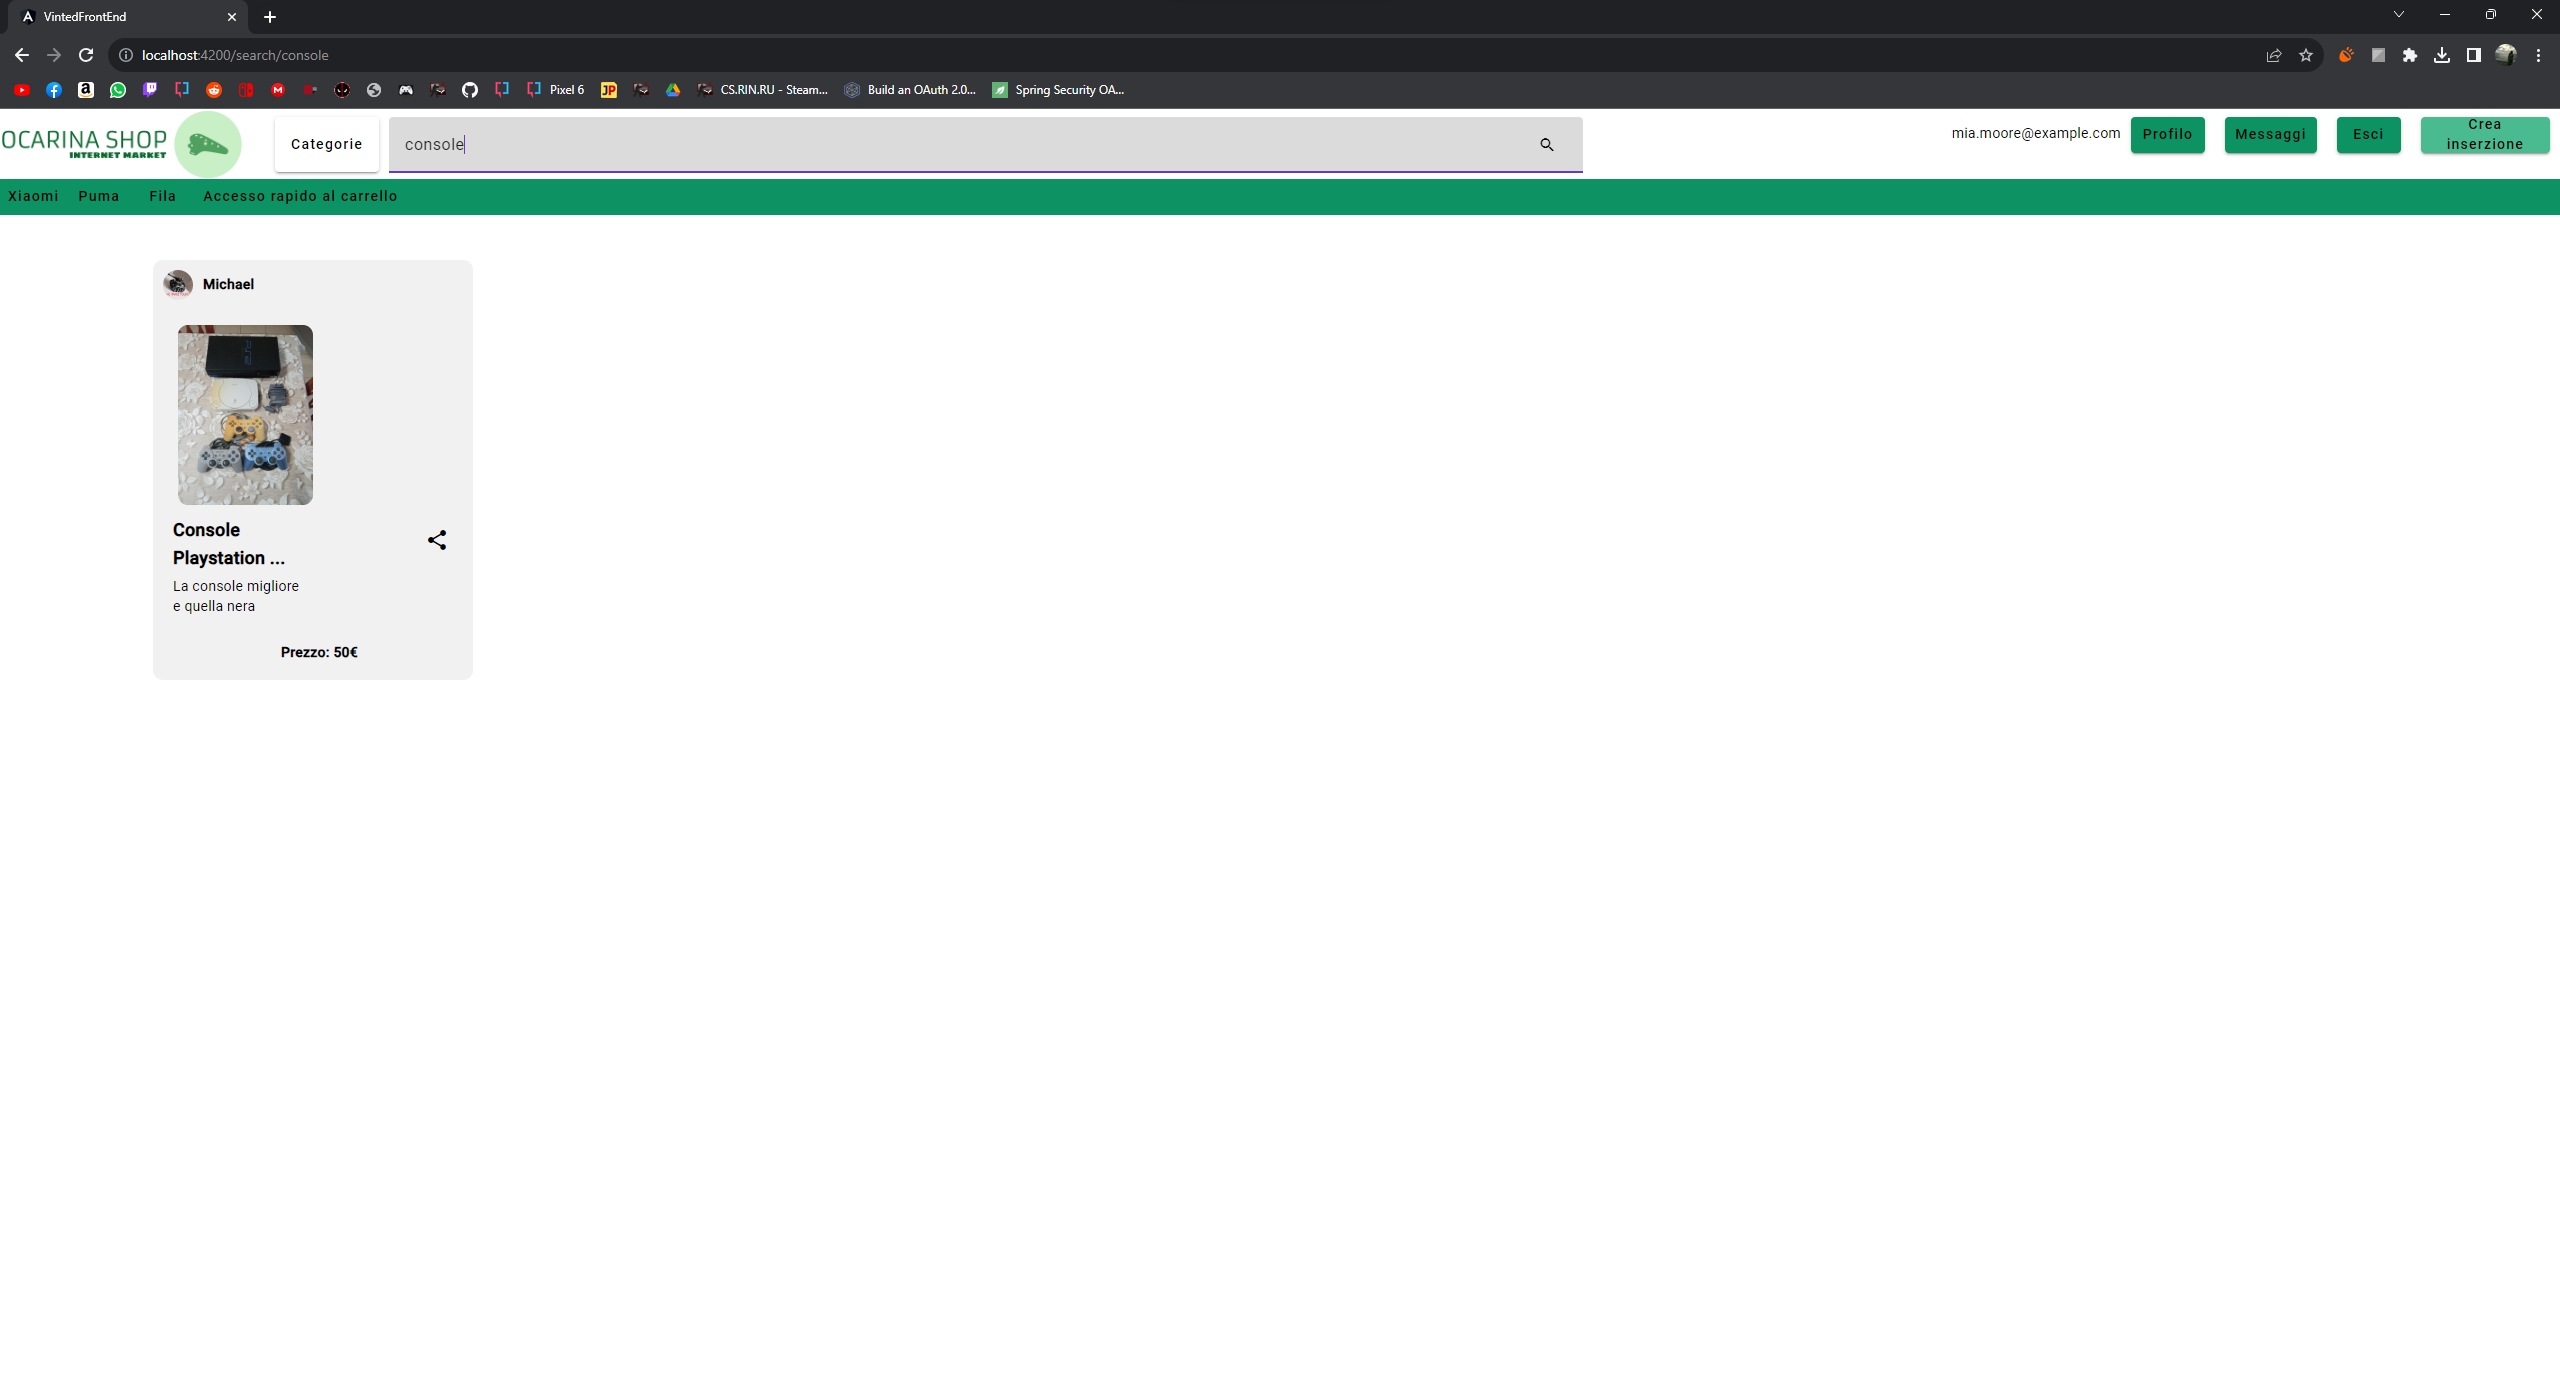 VintedFrontEnd
localhost:4200/search/console
Pixel 6
JP
CS.RIN.RU - Steam...
Build an OAuth 2.0...
Spring Security OA...
OCARINA SHOP
INTERNET MARKET
Categorie
console
mia.moore@example.com
Profilo
Messaggi
Esci
Crea
inserzione
Xiaomi
Puma
Fila
Accesso rapido al carrello
Michael
Console
Playstation ...
La console migliore
e quella nera
Prezzo: 50€